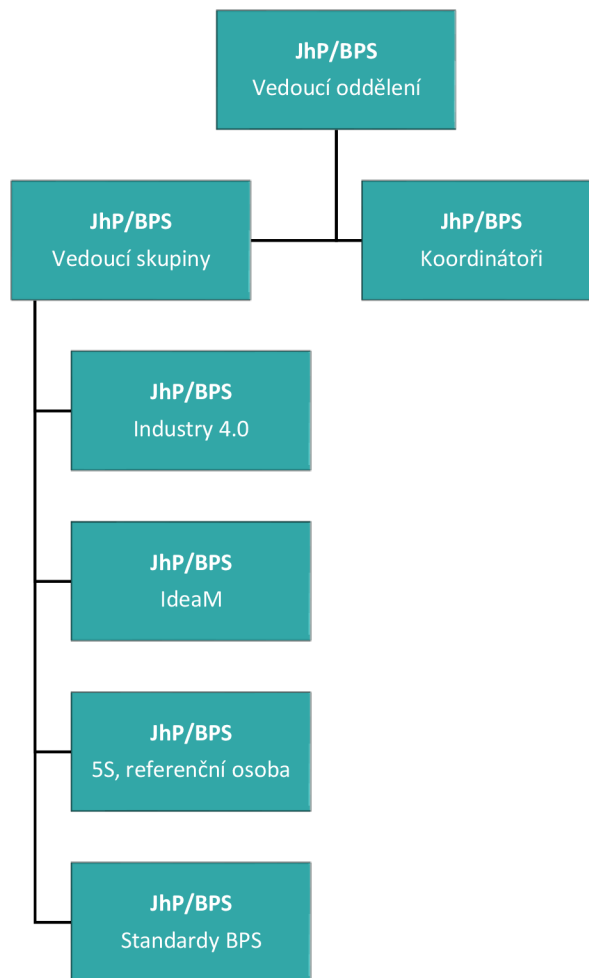 JhP/BPS
Vedoucí oddělení
JhP/BPS
Vedoucí skupiny
JhP/BPS
Koordinátoři
JhP/BPS
Industry 4.0
JhP/BPS
IdeaM
JhP/BPS
5S, referenční osoba
JhP/BPS
Standardy BPS